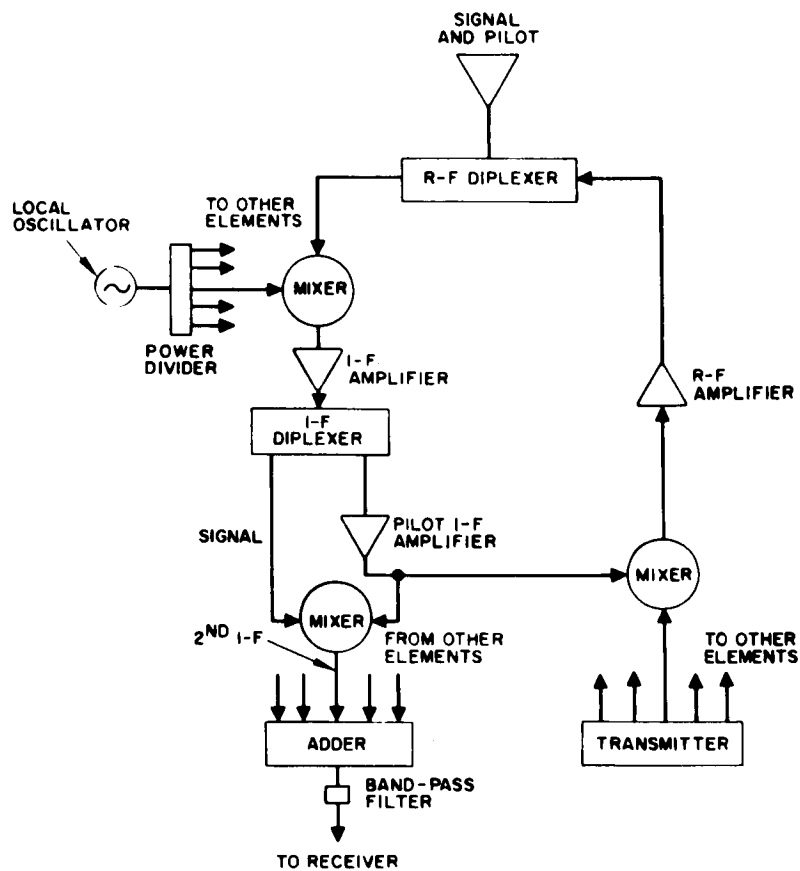 SIGNAL
AND PILOT
R-F DIPLEXER
LOCAL
OSCILLATOR
TO OTHER
ELEMENTS
MIXER
POWER
DIVIDER
I-F
AMPLIFIER
R-F
AMPLIFIER
I-F
DIPLEXER
SIGNAL
PILOT I-F
AMPLIFIER
MIXER
MIXER
2ND I-F
FROM OTHER
ELEMENTS
TO OTHER
ELEMENTS
ADDER
TRANSMITTER
BAND-PASS
FILTER
TO RECEIVER